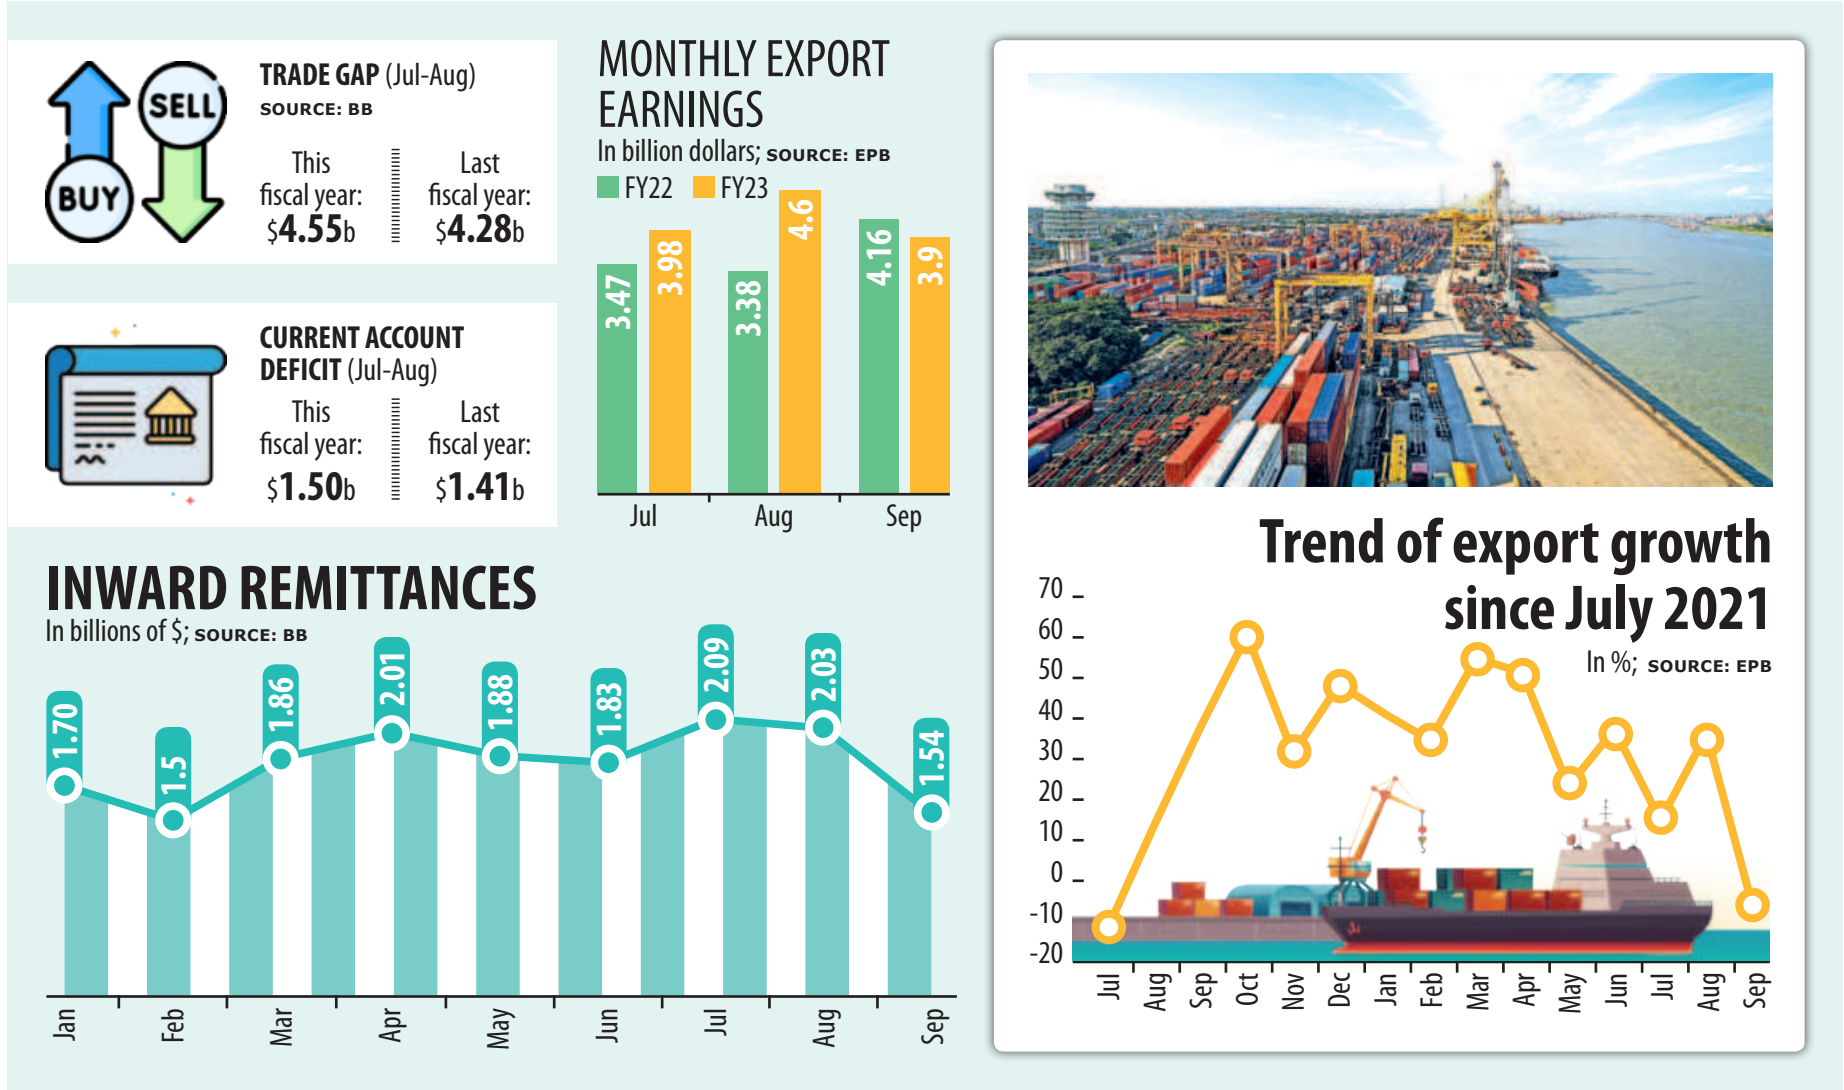 SELL
BUY
TRADE GAP (Jul-Aug)
SOURCE: BB
This
fiscal year:
$4.55b
Last
fiscal year:
$4.28b
CURRENT ACCOUNT
DEFICIT (Jul-Aug)
This
fiscal year:
$1.50b
Last
fiscal year:
$1.41b
MONTHLY EXPORT
EARNINGS
In billion dollars; SOURCE: EPB
FY22 FY23
3.47 3.98 3.38 4.6 4.16 3.9
Jul Aug Sep
INWARD REMITTANCES
In billions of $; SOURCE: BB
1.70 1.5 1.86 2.01 1.88 1.83 2.09 2.03 1.54
Jan Feb Mar Apr May Jun Jul Aug Sep
Trend of export growth
since July 2021
In %; SOURCE: EPB
70
60
50
40
30
20
10
0
-10
-20
Jul Aug Sep Oct Nov Dec Jan Feb Mar Apr May Jun Jul Aug Sep